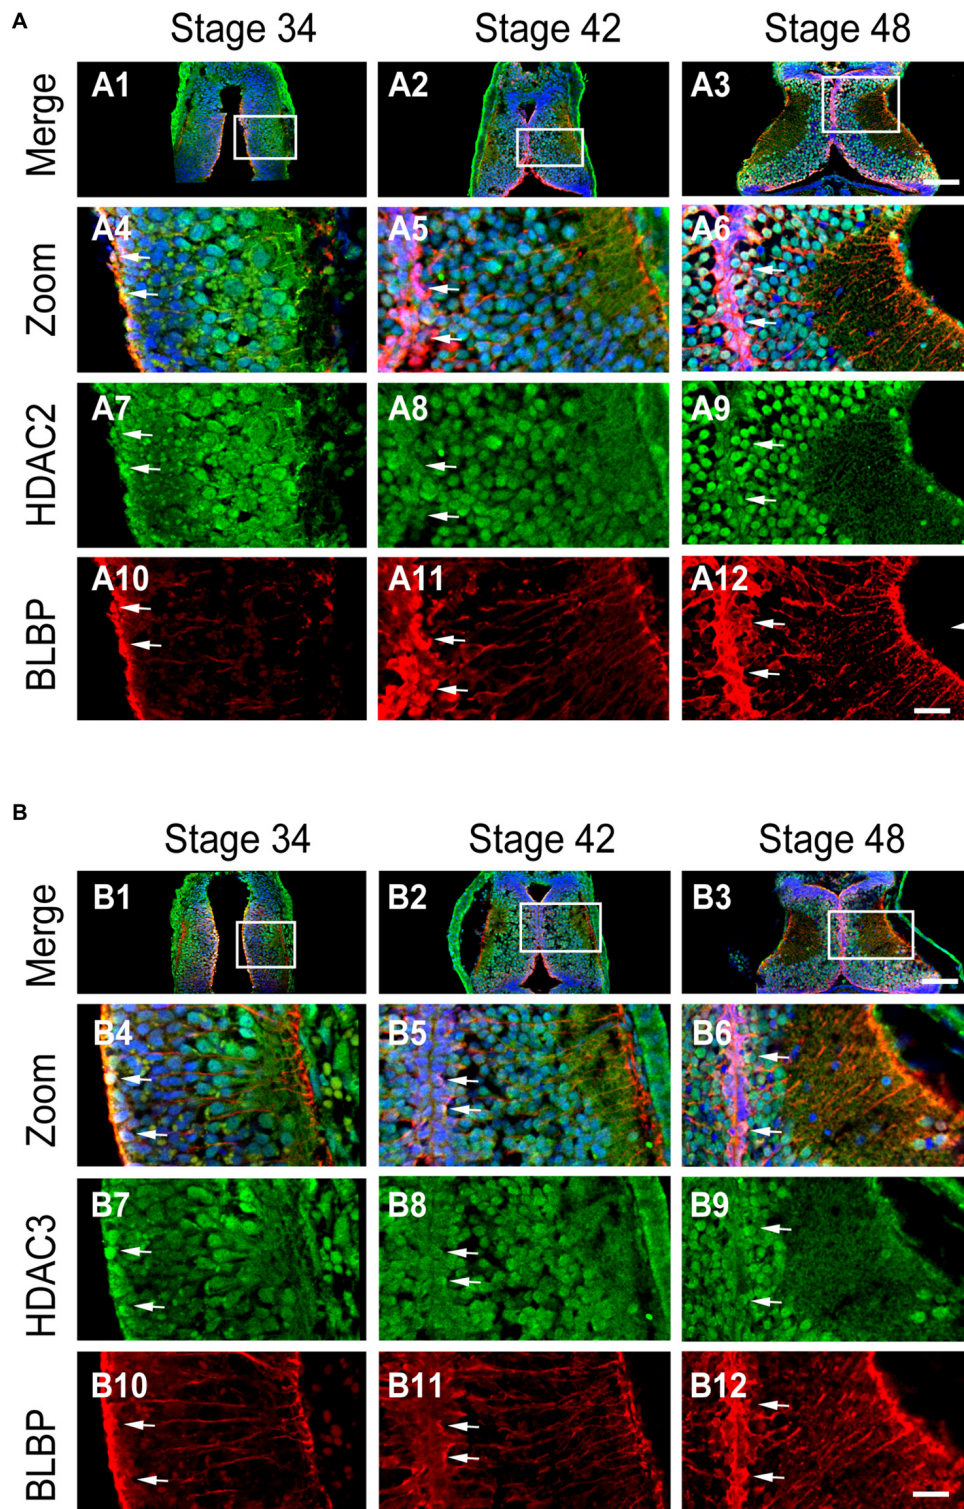 A
Stage 34 Stage 42 Stage 48
Merge A1 A2 A3
Zoom A4 A5 A6
HDAC2 A7 A8 A9
BLBP A10 A11 A12
B
Stage 34 Stage 42 Stage 48
Merge B1 B2 B3
Zoom B4 B5 B6
HDAC3 B7 B8 B9
BLBP B10 B11 B12